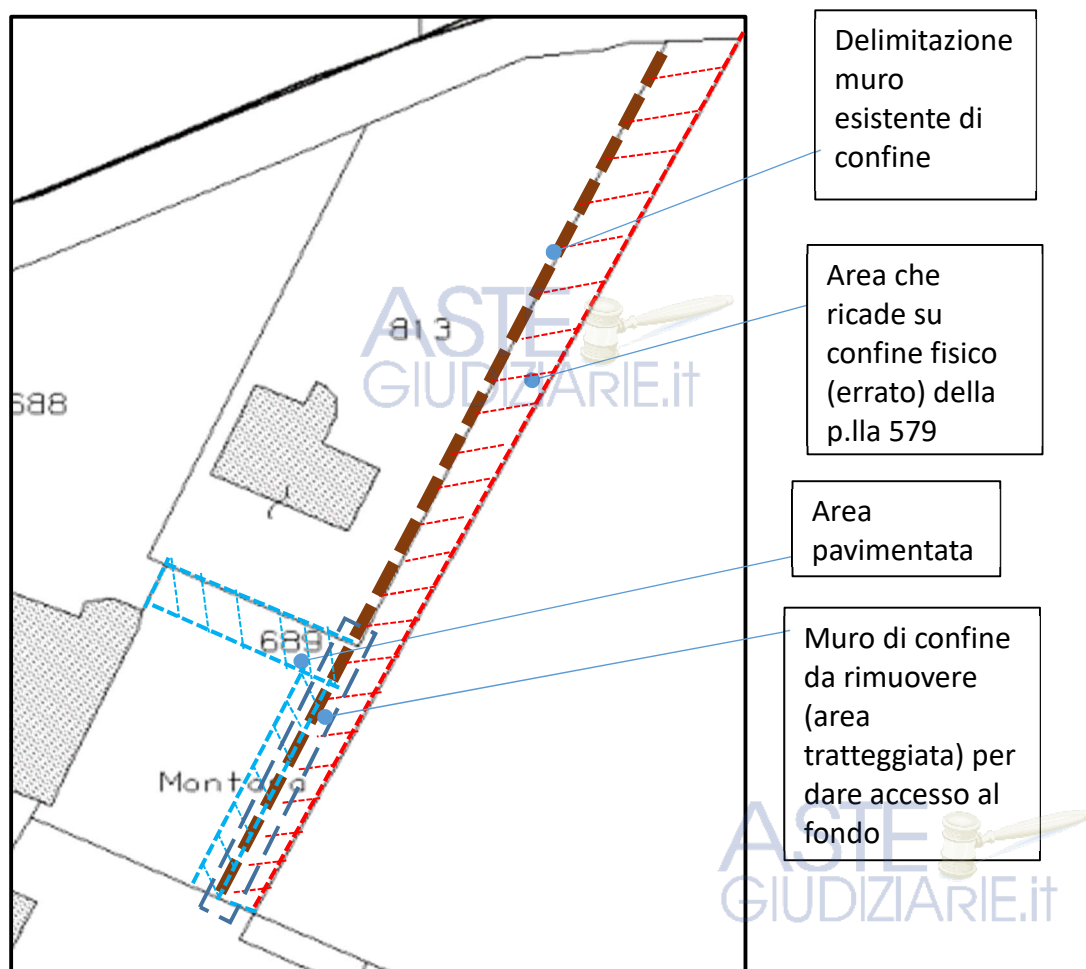 Delimitazione
muro
esistente di
confine
Area che
ricade su
confine fisico
(errato) della
p.lla 579
Area
pavimentata
Muro di confine
da rimuovere
(area
tratteggiata) per
dare accesso al
fondo
813
688
689
Montara
ASTE
GIUDIZIARIE.it
ASTE
GIUDIZIARIE.it